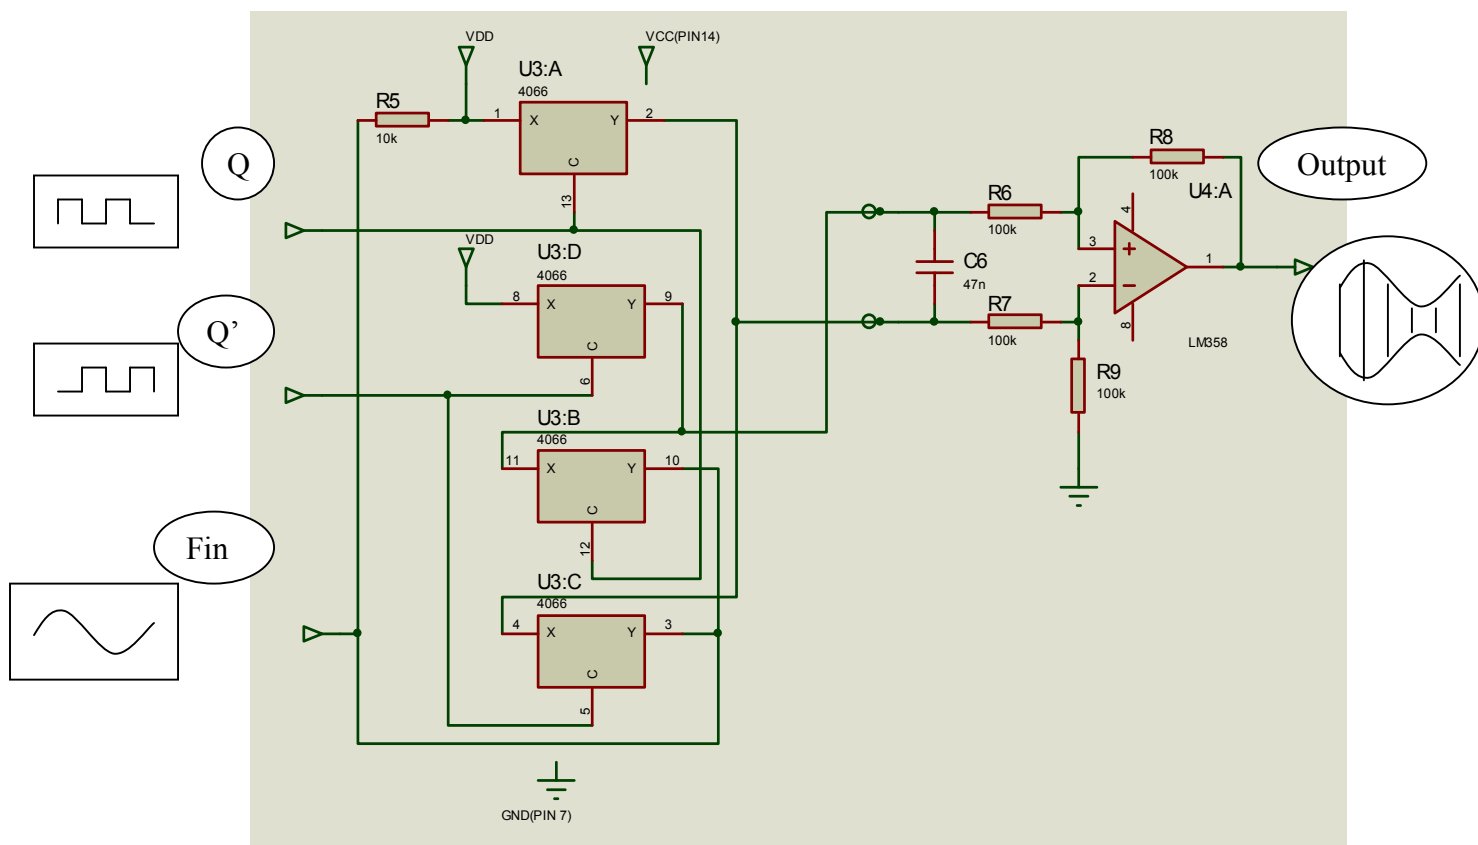 VDD
VCC(PIN14)
U3:A
4066
R5
10k
1
X
Y
2
C
13
Q
VDD
U3:D
4066
8
X
Y
9
C
6
Q’
U3:B
4066
11
X
Y
10
C
12
Fin
U3:C
4066
4
X
Y
3
C
5
GND(PIN 7)
R6
100k
C6
47n
R7
100k
R8
100k
U4:A
4
3
2
1
8
LM358
R9
100k
Output